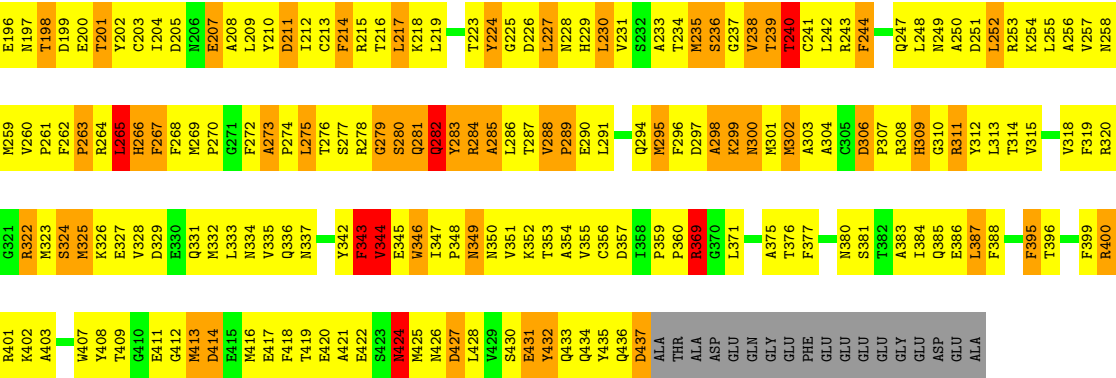 E196 N197 T198 D199 E200 T201 Y202 C203 I204 D205 N206 E207 A208 L209 Y210 D211 I212 C213 F214 R215 T216 L217 K218 L219 T223 Y224 G225 D226 L227 N228 H229 L230 V231 S232 A233 T234 M235 S236 G237 V238 T239 T240 C241 L242 R243 F244 Q247 L248 N249 A250 D251 L252 R253 K254 L255 A256 V257 N258
M259 V260 P261 F262 P263 R264 L265 H266 F267 F268 M269 P270 G271 F272 A273 P274 L275 T276 S277 R278 G279 S280 Q281 Q282 Y283 R284 A285 L286 T287 V288 P289 E290 L291 Q294 M295 F296 D297 A298 K299 N300 M301 M302 A303 A304 C305 D306 P307 R308 H309 G310 R311 Y312 L313 T314 V315 V318 F319 R320
G321 R322 M323 S324 M325 K326 E327 V328 D329 E330 Q331 M332 L333 N334 V335 Q336 N337 Y342 F343 V344 E345 W346 I347 P348 N349 N350 V351 K352 T353 A354 V355 C356 D357 I358 P359 P360 R369 G370 L371 A375 T376 F377 N380 S381 T382 A383 I384 Q385 E386 L387 F388 F395 T396 F399 R400
R401 K402 A403 W407 Y408 T409 G410 E411 G412 M413 D414 E415 M416 E417 F418 T419 E420 A421 E422 S423 N424 M425 N426 D427 L428 V429 S430 E431 Y432 Q433 Q434 Y435 Q436 D437 ALA THR ALA ASP GLU GLN GLY GLU PHE GLU GLU GLU GLU GLY GLU ASP GLU ALA